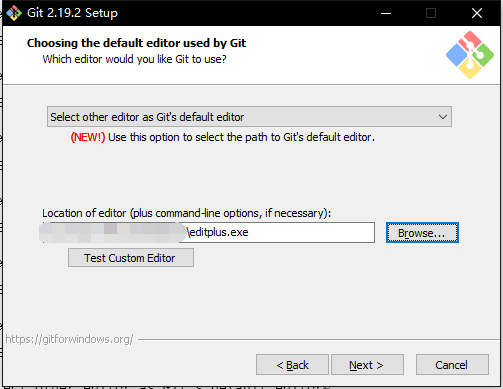 Git 2.19.2 Setup
Choosing the default editor used by Git
Which editor would you like Git to use?
Select other editor as Git's default editor
(NEW!) Use this option to select the path to Git's default editor.
Location of editor (plus command-line options, if necessary):
\editplus.exe
Browse...
Test Custom Editor
https://gitforwindows.org/
< Back
Next >
Cancel